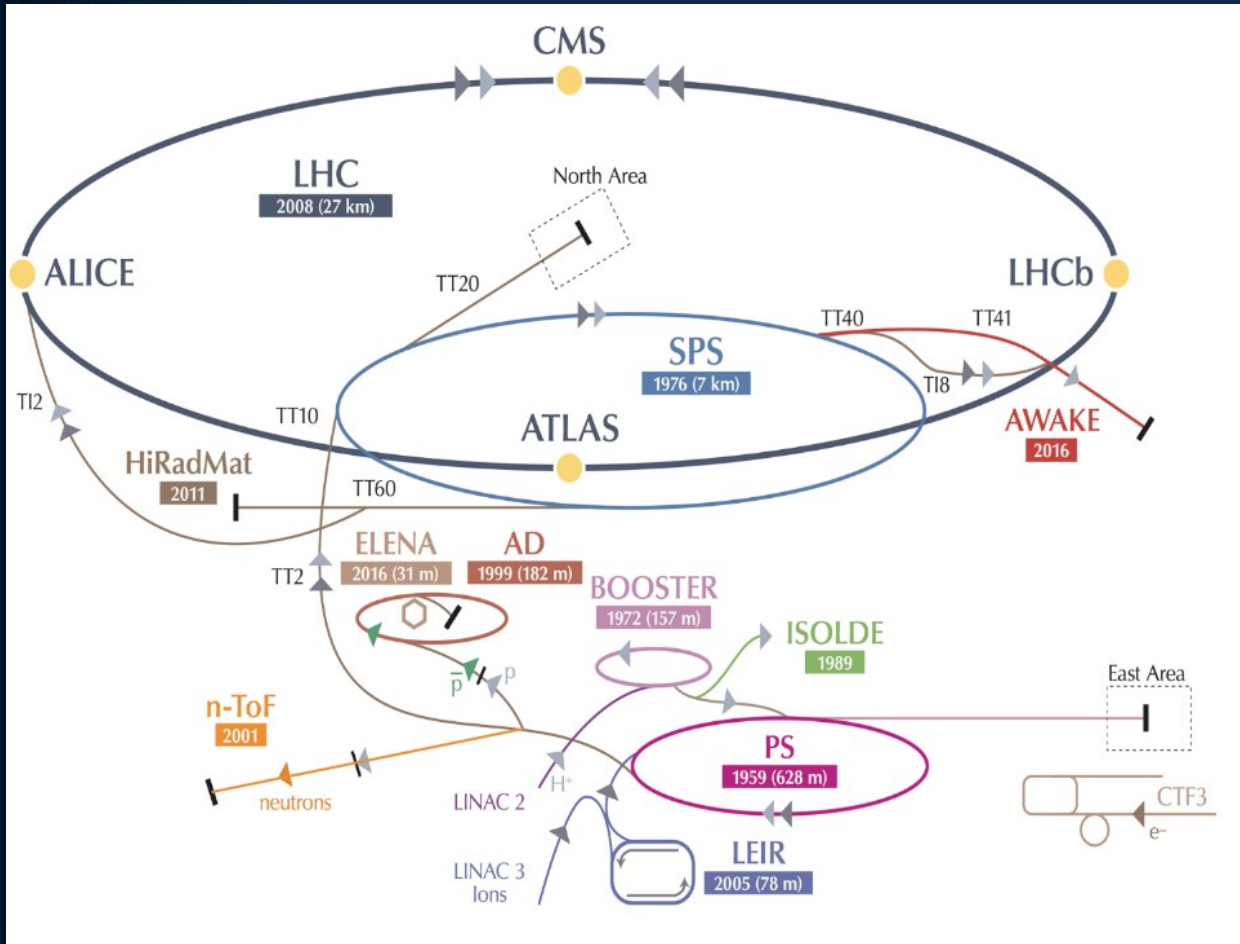 CMS
LHC
2008 (27 km)
North Area
ALICE
LHCb
TT20
TT40
TT41
SPS
1976 (7 km)
TI8
TI2
TT10
ATLAS
AWAKE
2016
HiRadMat
2011
TT60
ELENA
2016 (31 m)
AD
1999 (182 m)
TT2
BOOSTER
1972 (157 m)
ISOLDE
1989
p̅
p
East Area
n-ToF
2001
PS
1959 (628 m)
neutrons
LINAC 2
H⁺
CTF3
e⁻
LINAC 3
Ions
LEIR
2005 (78 m)